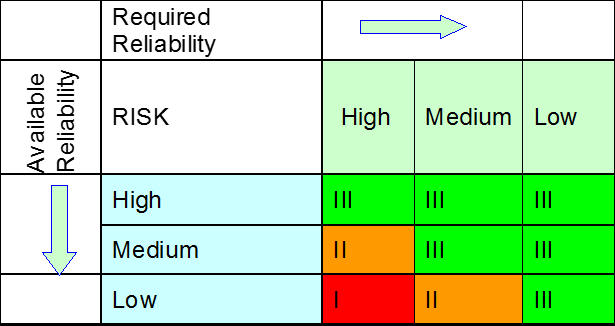 Required
Reliability
Available
Reliability
RISK
High
Medium
Low
High
III
III
III
Medium
II
III
III
Low
I
II
III